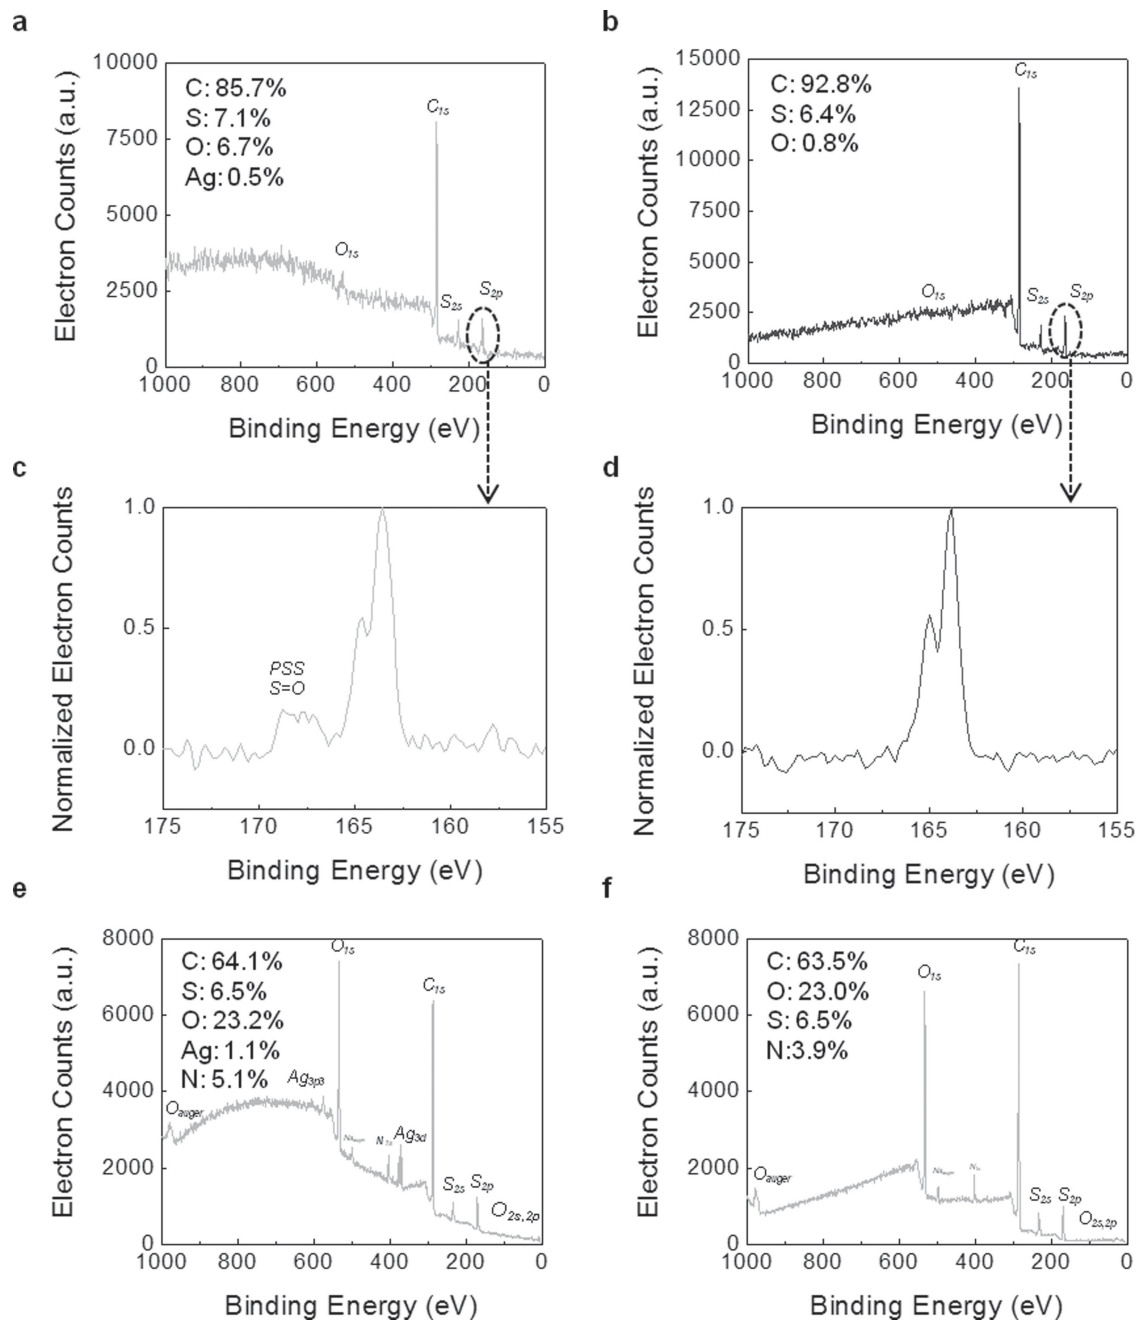 a
10000
7500
5000
2500
0
Electron Counts (a.u.)
C: 85.7%
S: 7.1%
O: 6.7%
Ag: 0.5%
C1s
O1s
S2s
S2p
1000 800 600 400 200 0
Binding Energy (eV)
b
15000
12500
10000
7500
5000
2500
0
Electron Counts (a.u.)
C: 92.8%
S: 6.4%
O: 0.8%
C1s
O1s
S2s
S2p
1000 800 600 400 200 0
Binding Energy (eV)
c
1.0
0.5
0.0
Normalized Electron Counts
PSS
S=O
175 170 165 160 155
Binding Energy (eV)
d
1.0
0.5
0.0
Normalized Electron Counts
175 170 165 160 155
Binding Energy (eV)
e
8000
6000
4000
2000
0
Electron Counts (a.u.)
C: 64.1%
S: 6.5%
O: 23.2%
Ag: 1.1%
N: 5.1%
O1s
C1s
Ag3p3
Oauger
N1s
Ag3d
S2s
S2p
O2s,2p
1000 800 600 400 200 0
Binding Energy (eV)
f
8000
6000
4000
2000
0
Electron Counts (a.u.)
C: 63.5%
O: 23.0%
S: 6.5%
N:3.9%
C1s
O1s
Oauger
S2s
S2p
O2s,2p
1000 800 600 400 200 0
Binding Energy (eV)